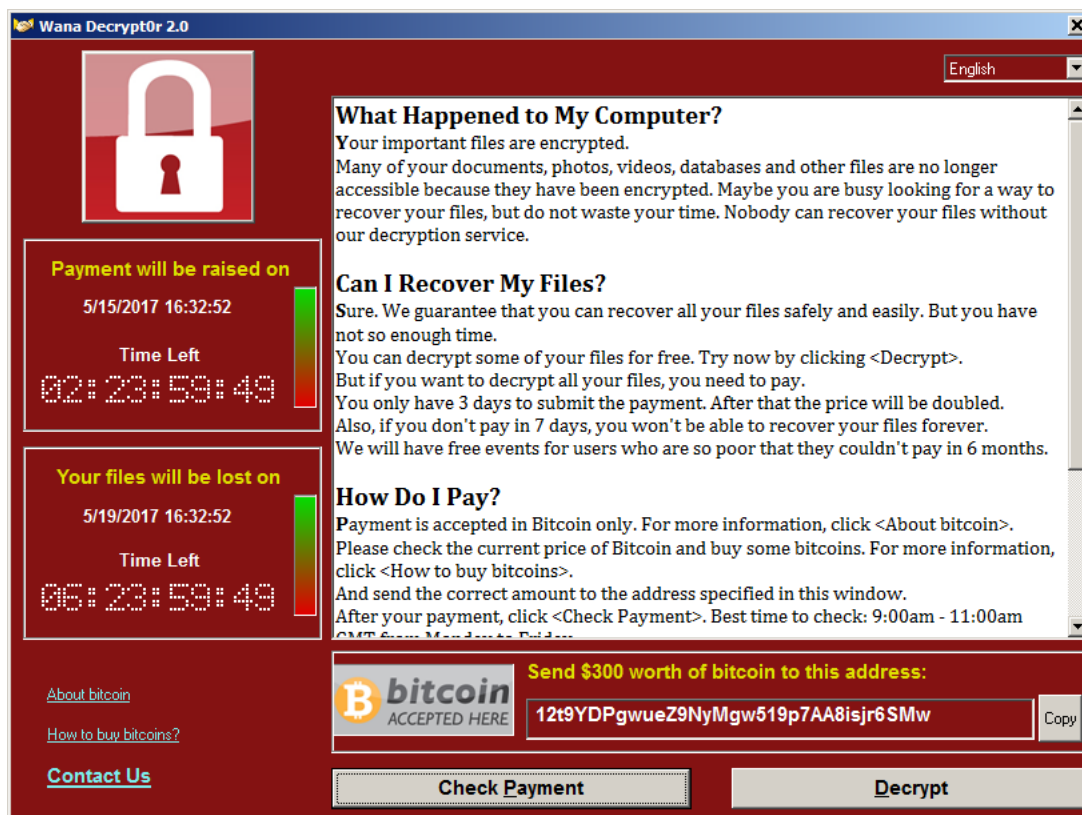 Wana Decrypt0r 2.0
English
What Happened to My Computer?
Your important files are encrypted.
Many of your documents, photos, videos, databases and other files are no longer
accessible because they have been encrypted. Maybe you are busy looking for a way to
recover your files, but do not waste your time. Nobody can recover your files without
our decryption service.
Can I Recover My Files?
Sure. We guarantee that you can recover all your files safely and easily. But you have
not so enough time.
You can decrypt some of your files for free. Try now by clicking <Decrypt>.
But if you want to decrypt all your files, you need to pay.
You only have 3 days to submit the payment. After that the price will be doubled.
Also, if you don't pay in 7 days, you won't be able to recover your files forever.
We will have free events for users who are so poor that they couldn't pay in 6 months.
How Do I Pay?
Payment is accepted in Bitcoin only. For more information, click <About bitcoin>.
Please check the current price of Bitcoin and buy some bitcoins. For more information,
click <How to buy bitcoins>.
And send the correct amount to the address specified in this window.
After your payment, click <Check Payment>. Best time to check: 9:00am - 11:00am
GMT from Monday to Friday
Payment will be raised on
5/15/2017 16:32:52
Time Left
02:23:59:49
Your files will be lost on
5/19/2017 16:32:52
Time Left
06:23:59:49
About bitcoin
How to buy bitcoins?
Contact Us
bitcoin
ACCEPTED HERE
Send $300 worth of bitcoin to this address:
12t9YDPgwueZ9NyMgw519p7AA8isjr6SMw
Copy
Check Payment
Decrypt